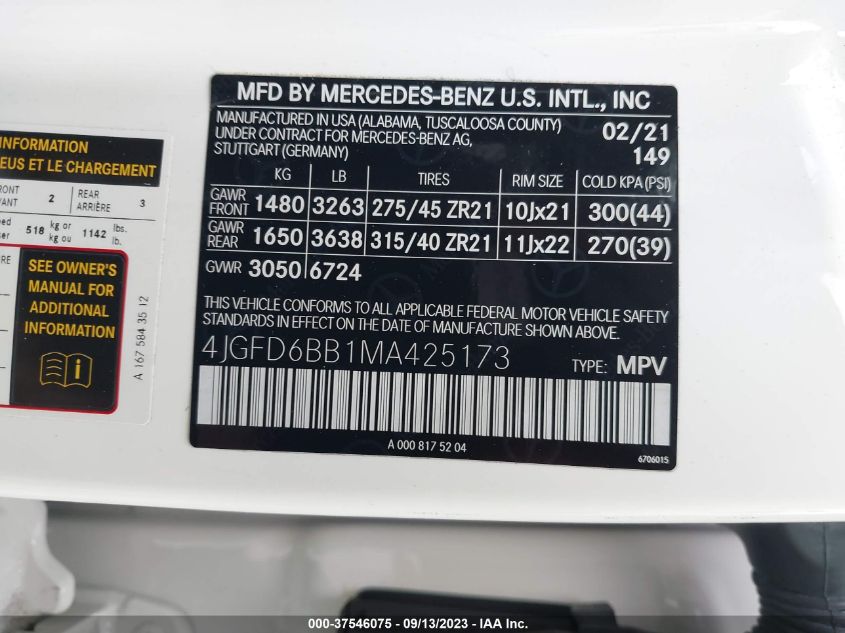 INFORMATION
EUS ET LE CHARGEMENT
RONT 2 REAR 3
VANT ARRIÈRE
518 kg or 1142 lbs.
kg ou lb.
SEE OWNER'S
MANUAL FOR
ADDITIONAL
INFORMATION
A 167 584 35 12
MFD BY MERCEDES-BENZ U.S. INTL., INC
MANUFACTURED IN USA (ALABAMA, TUSCALOOSA COUNTY) 02/21
UNDER CONTRACT FOR MERCEDES-BENZ AG,
STUTTGART (GERMANY) 149
KG LB TIRES RIM SIZE COLD KPA (PSI)
GAWR FRONT 1480 3263 275/45 ZR21 10Jx21 300(44)
GAWR REAR 1650 3638 315/40 ZR21 11Jx22 270(39)
GVWR 3050 6724
THIS VEHICLE CONFORMS TO ALL APPLICABLE FEDERAL MOTOR VEHICLE SAFETY
STANDARDS IN EFFECT ON THE DATE OF MANUFACTURE SHOWN ABOVE.
4JGFD6BB1MA425173 TYPE: MPV
A 000 817 52 04
6706015
000-37546075 - 09/13/2023 - COPYRIGHT IAA, LLC